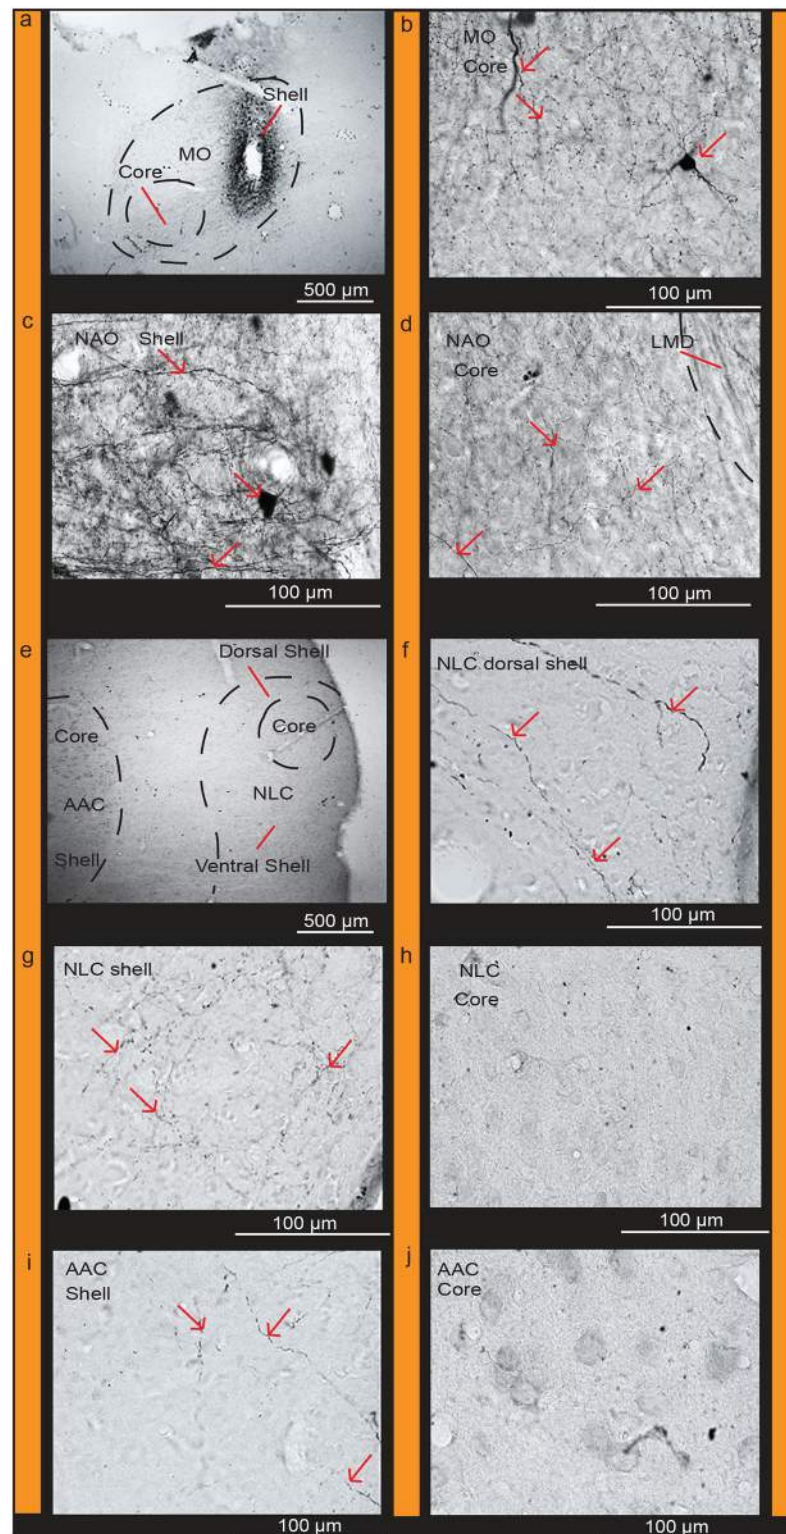 a
Shell
MO
Core
500 µm
b
MO
Core
100 µm
c
NAO Shell
100 µm
d
NAO
Core
LMD
100 µm
e
Dorsal Shell
Core
Core
NLC
AAC
Shell
Ventral Shell
500 µm
f
NLC dorsal shell
100 µm
g
NLC shell
100 µm
h
NLC
Core
100 µm
i
AAC
Shell
100 µm
j
AAC
Core
100 µm